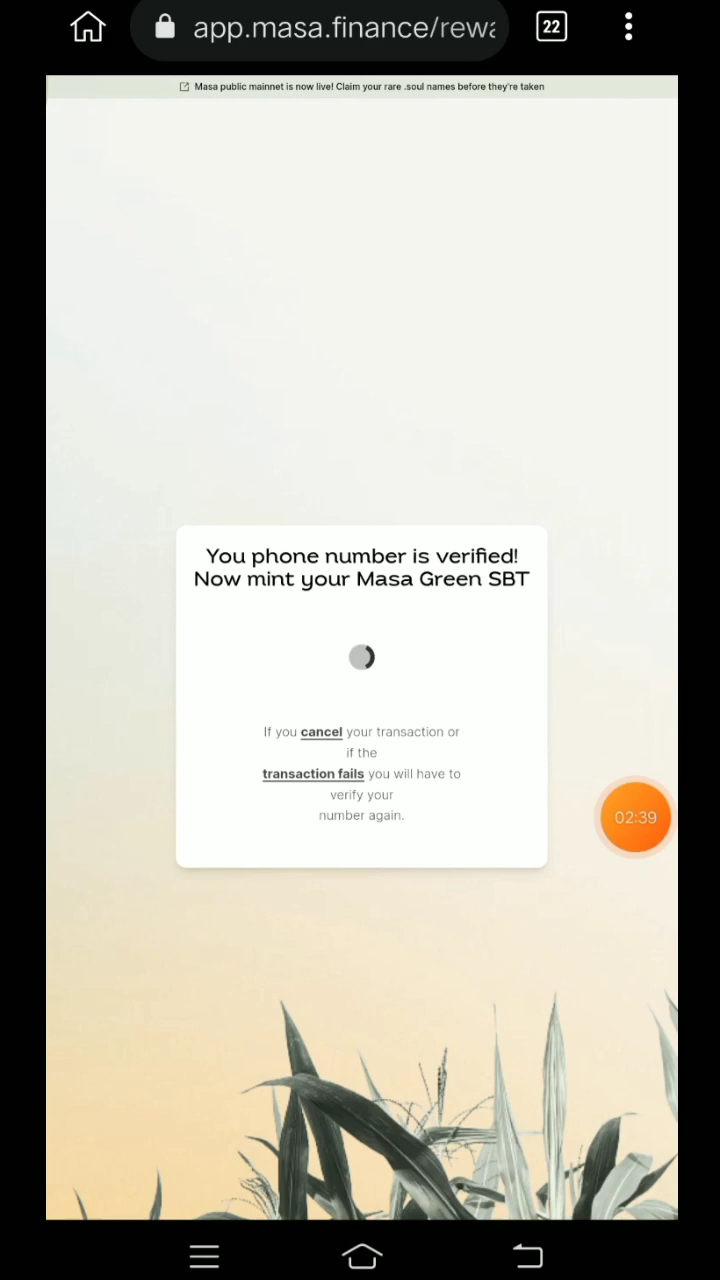 app.masa.finance/rewa
22
Masa public mainnet is now live! Claim your rare .soul names before they're taken
You phone number is verified!
Now mint your Masa Green SBT
If you cancel your transaction or
if the
transaction fails you will have to
verify your
number again.
02:39